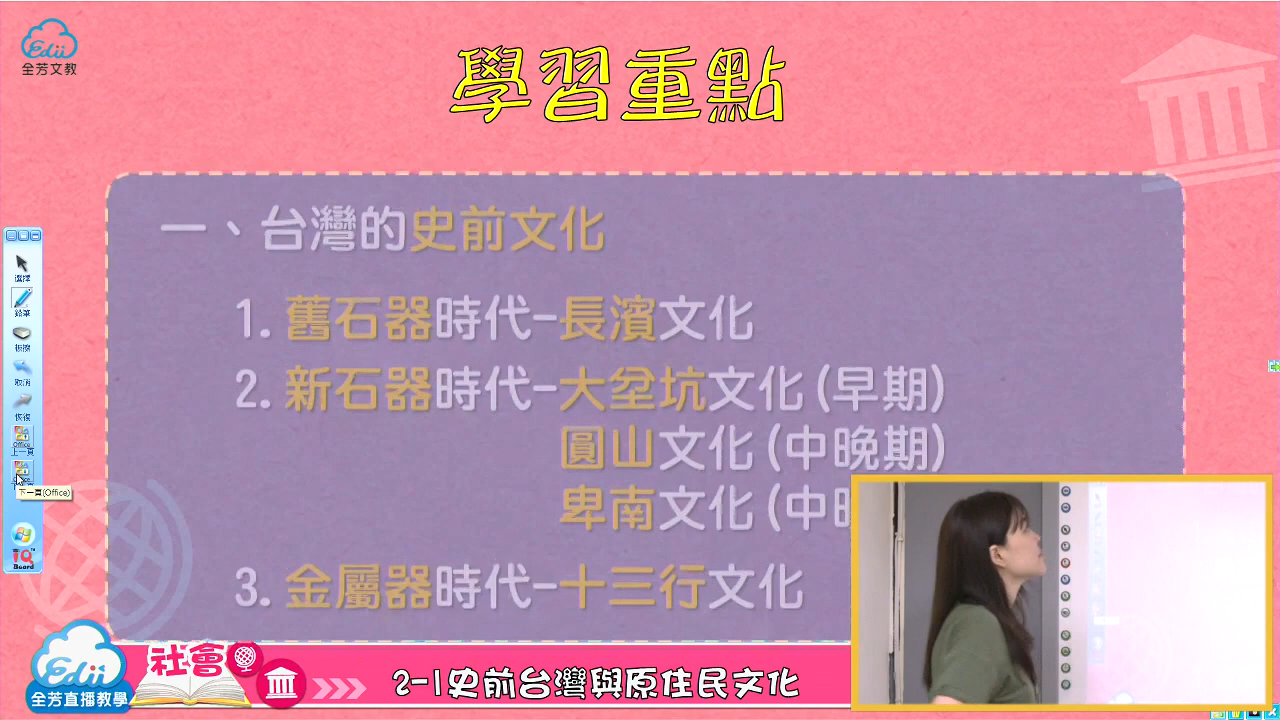 Edii
全芳文教
學習重點
一、台灣的史前文化
1. 舊石器時代-長濱文化
2. 新石器時代-大坌坑文化(早期)
圓山文化(中晚期)
卑南文化(中
3. 金屬器時代-十三行文化
選擇
鉛筆
板擦
取消
恢復
Office
上一頁
下一頁(Office)
IQ
Board
Edii
全芳直播教學
社會
2-1史前台灣與原住民文化